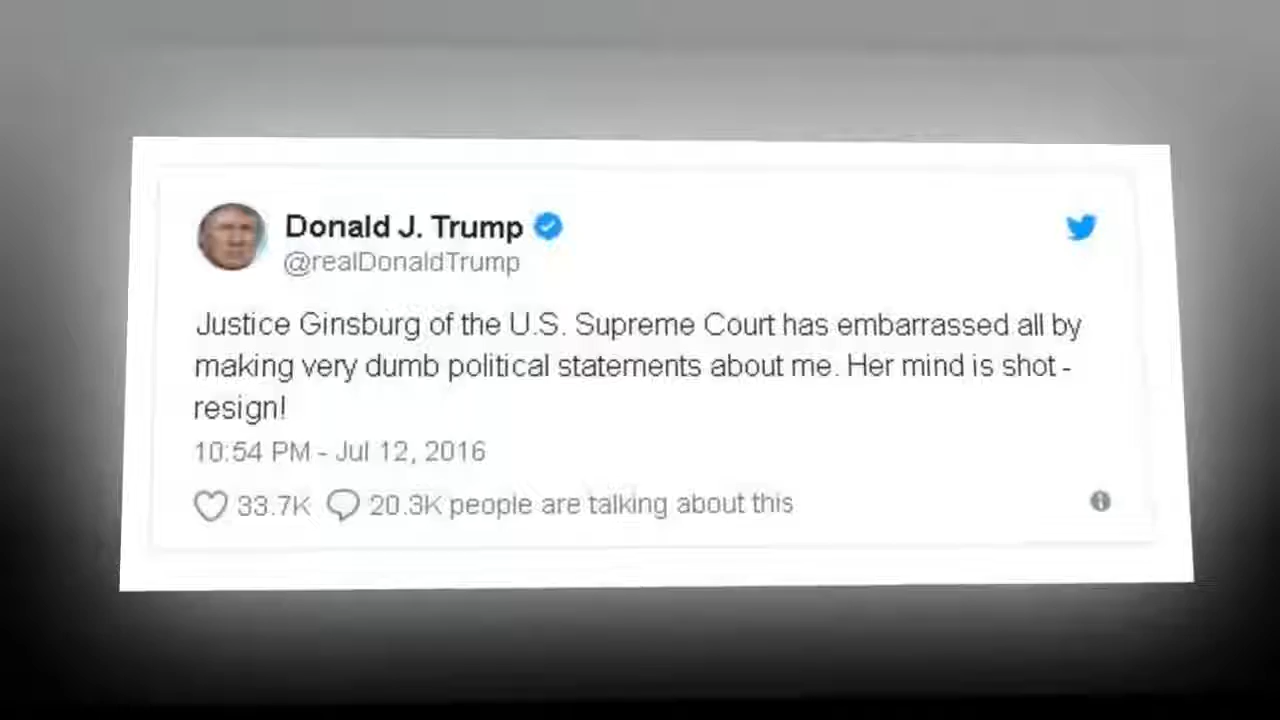 Donald J. Trump
@realDonaldTrump
Justice Ginsburg of the U.S. Supreme Court has embarrassed all by
making very dumb political statements about me. Her mind is shot -
resign!
10:54 PM - Jul 12, 2016
33.7K 20.3K people are talking about this